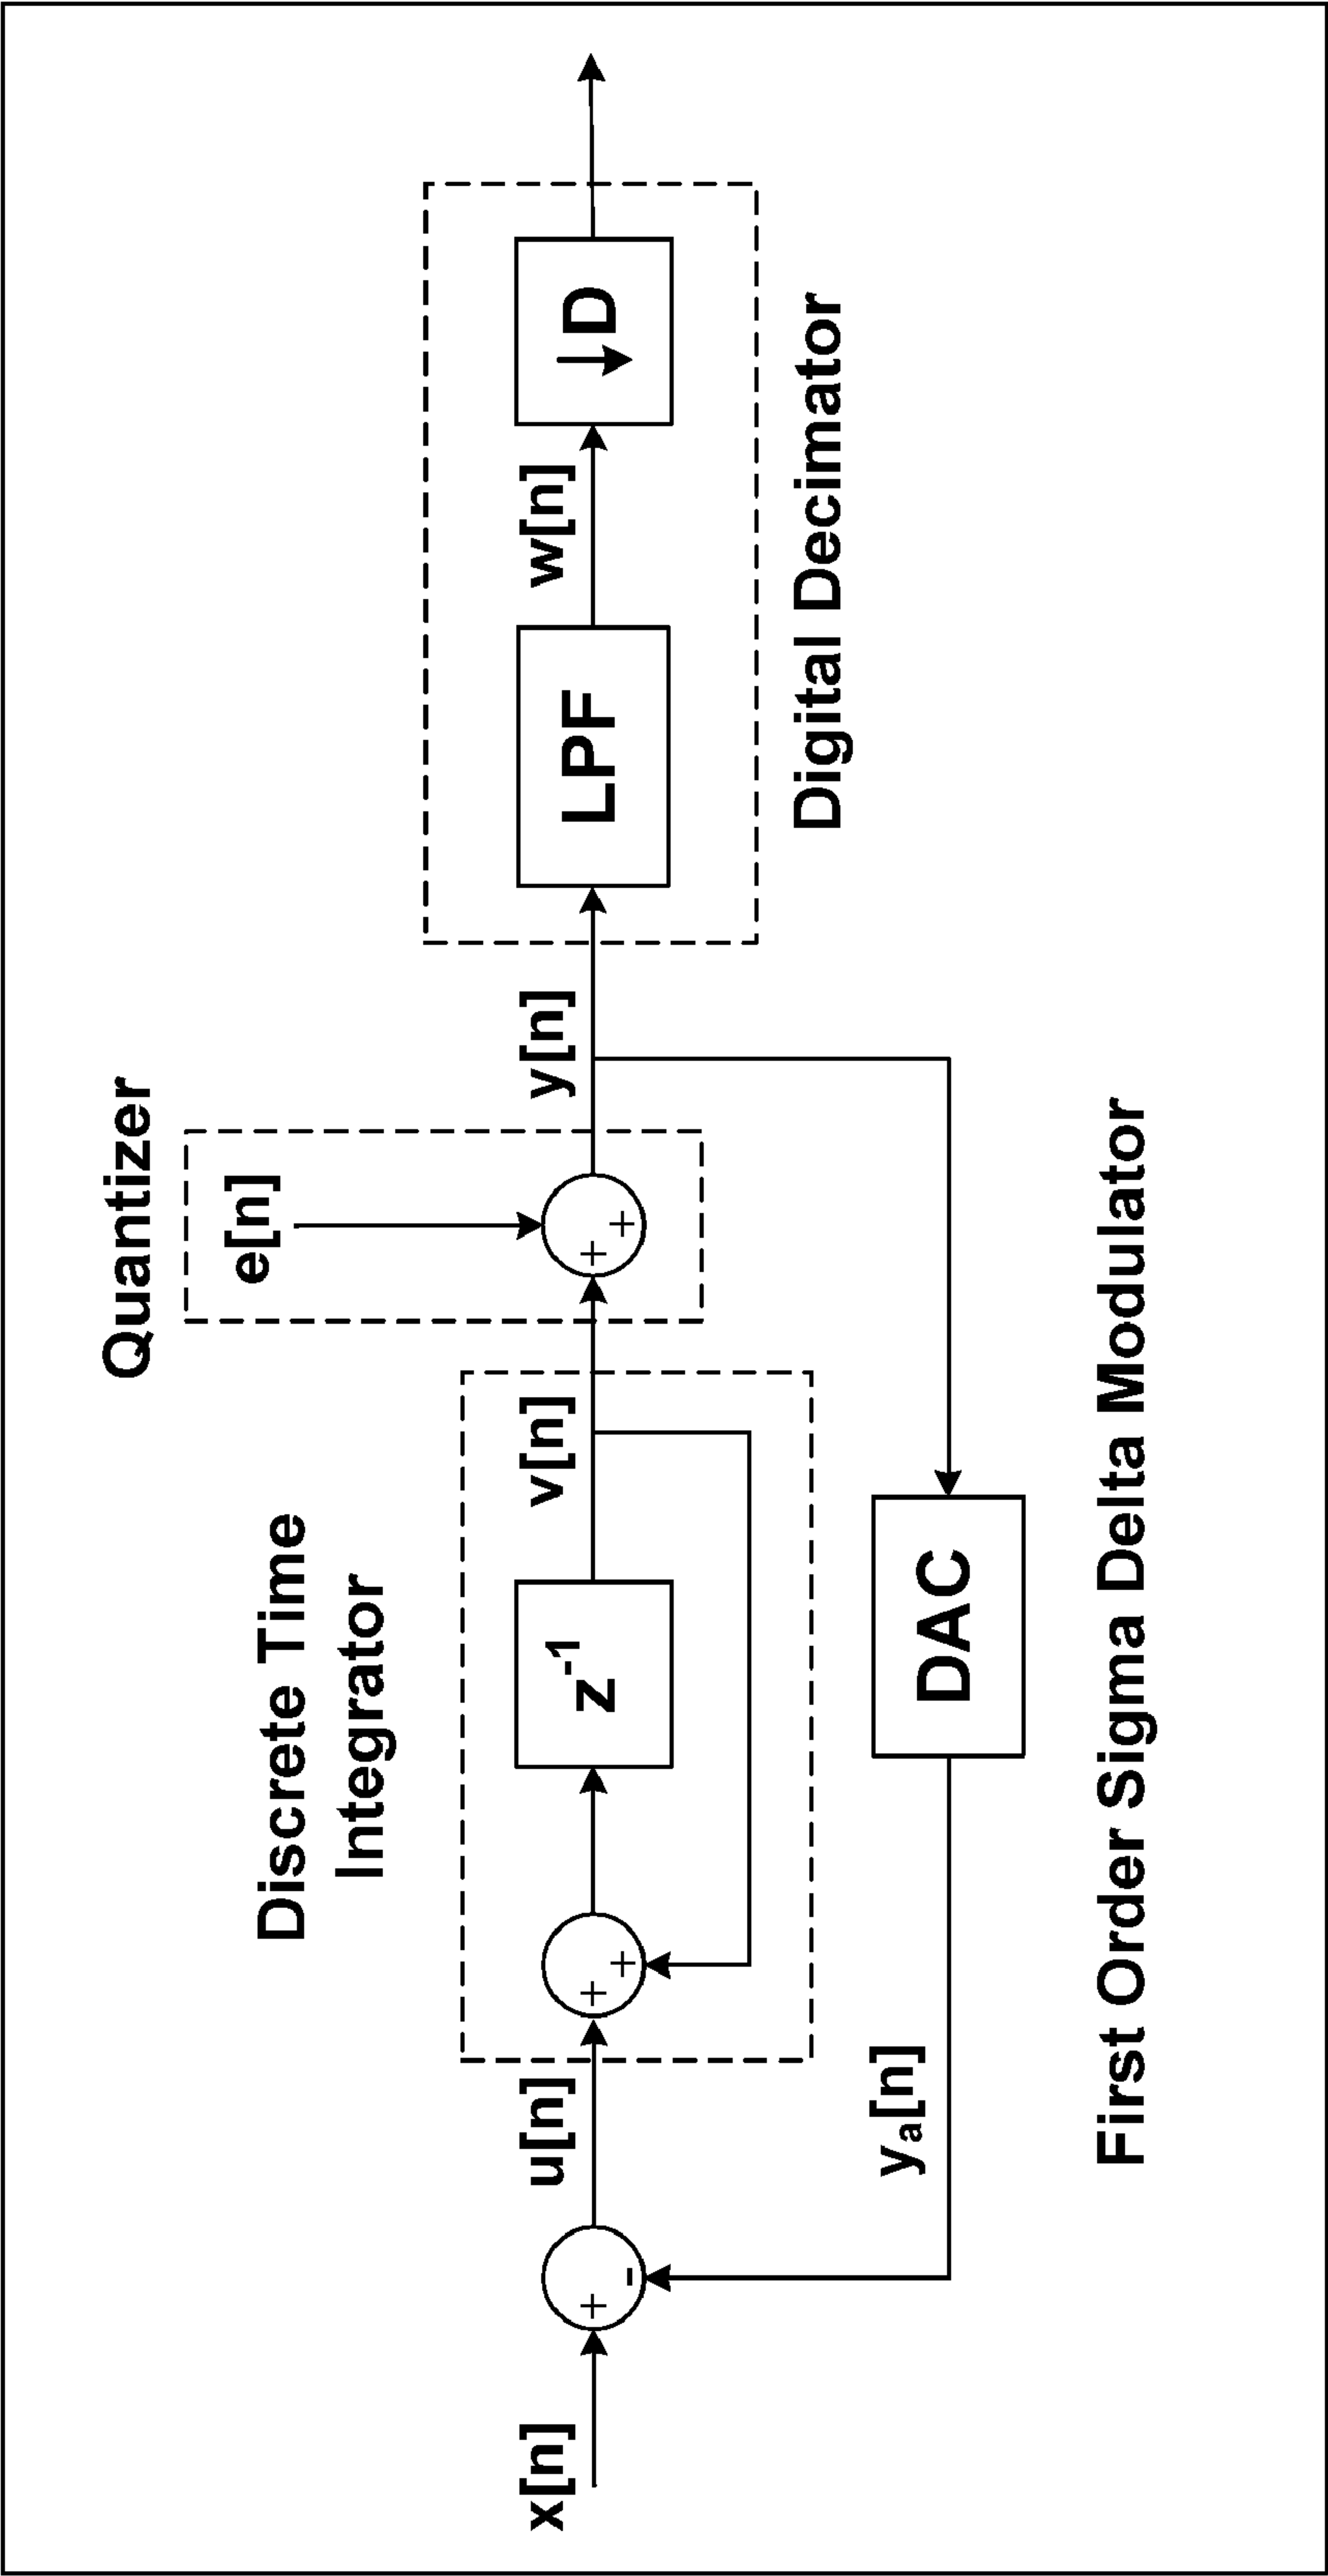 Quantizer
Discrete Time
Integrator
e[n]
x[n]
+
-
u[n]
+
+
z-1
v[n]
+
+
y[n]
LPF
w[n]
↓D
Digital Decimator
ya[n]
DAC
First Order Sigma Delta Modulator